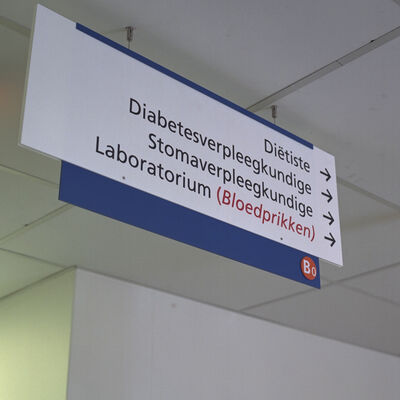 Diëtiste →
Diabetesverpleegkundige →
Stomaverpleegkundige →
Laboratorium (Bloedprikken) →
B0